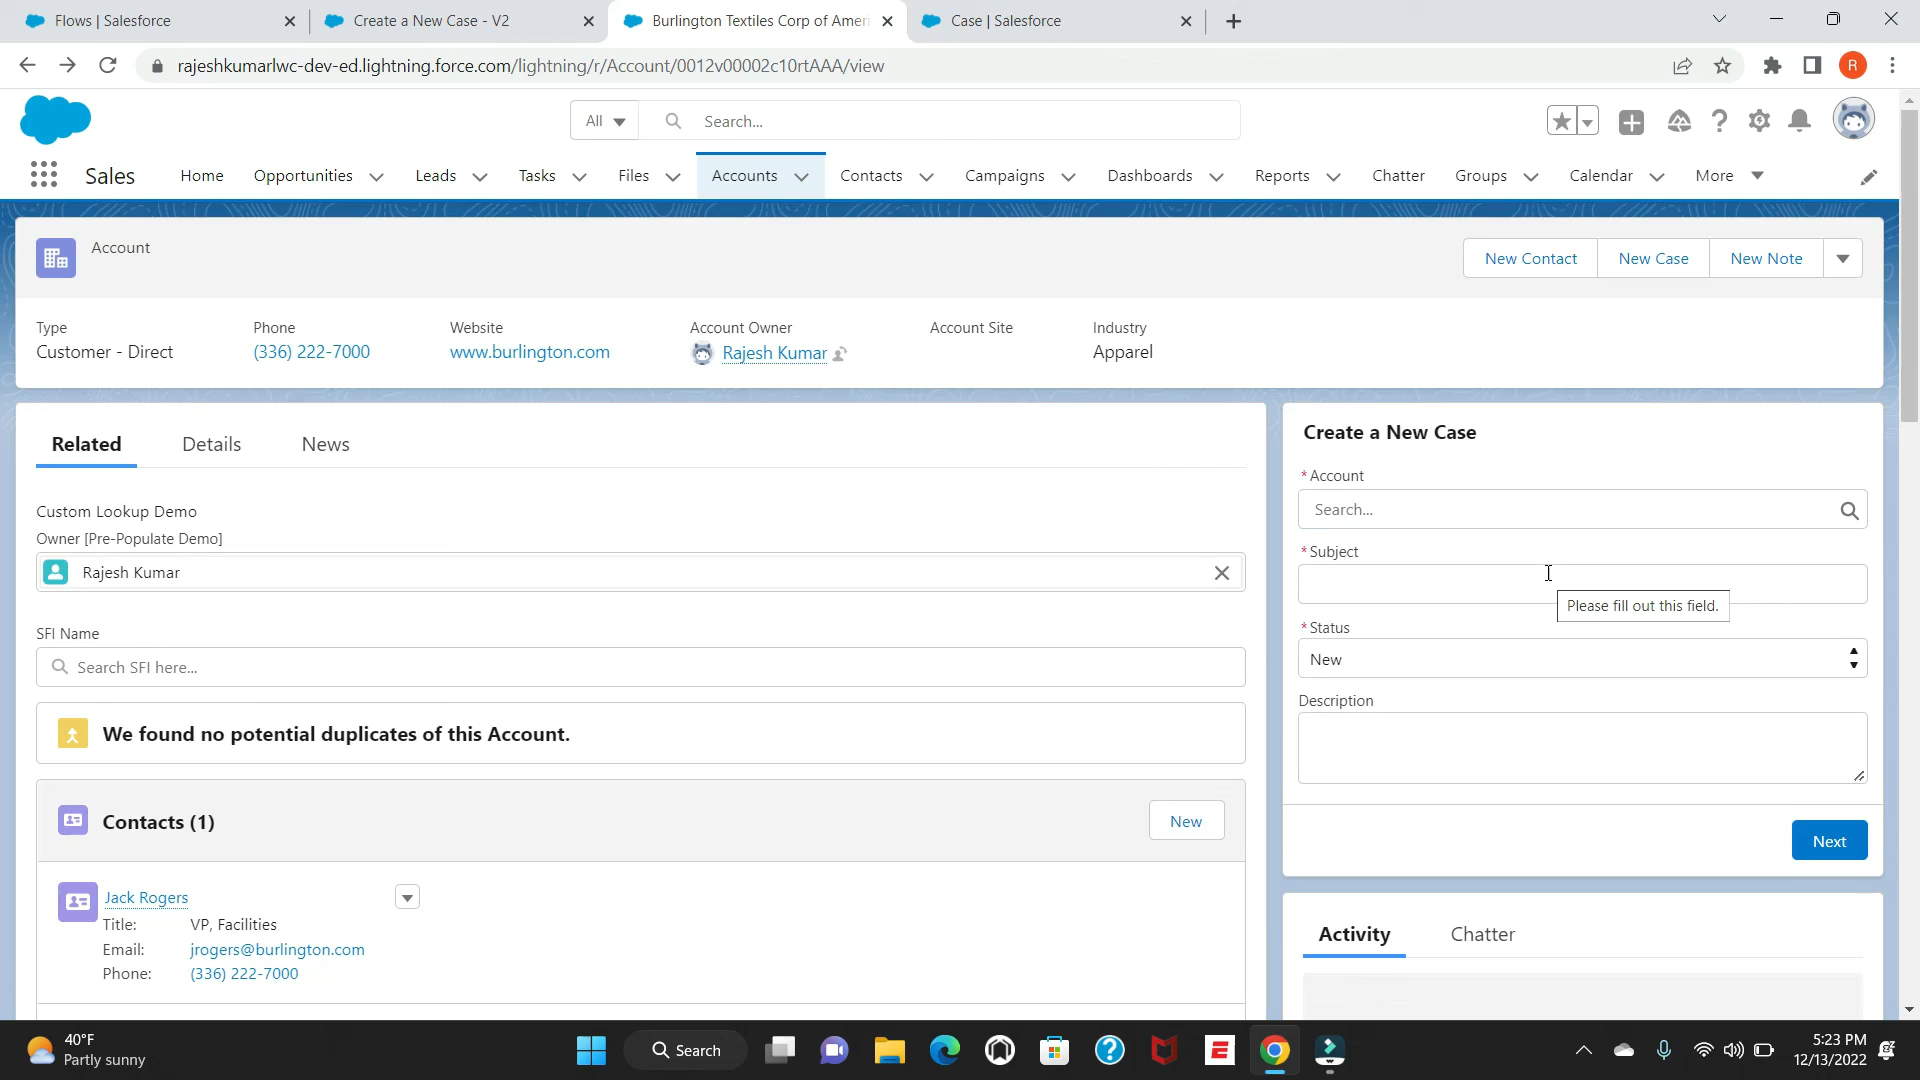 Flows | Salesforce
Create a New Case - V2
Burlington Textiles Corp of Ameri
Case | Salesforce
rajeshkumarlwc-dev-ed.lightning.force.com/lightning/r/Account/0012v00002c10rtAAA/view
R
All
Search...
Sales
Home
Opportunities
Leads
Tasks
Files
Accounts
Contacts
Campaigns
Dashboards
Reports
Chatter
Groups
Calendar
More
Account
New Contact
New Case
New Note
Type
Customer - Direct
Phone
(336) 222-7000
Website
www.burlington.com
Account Owner
Rajesh Kumar
Account Site
Industry
Apparel
Related
Details
News
Custom Lookup Demo
Owner [Pre-Populate Demo]
Rajesh Kumar
SFI Name
Search SFI here...
We found no potential duplicates of this Account.
Contacts (1)
New
Jack Rogers
Title: VP, Facilities
Email: jrogers@burlington.com
Phone: (336) 222-7000
Create a New Case
* Account
Search...
* Subject
Please fill out this field.
* Status
New
Description
Next
Activity
Chatter
40°F
Partly sunny
Search
5:23 PM
12/13/2022